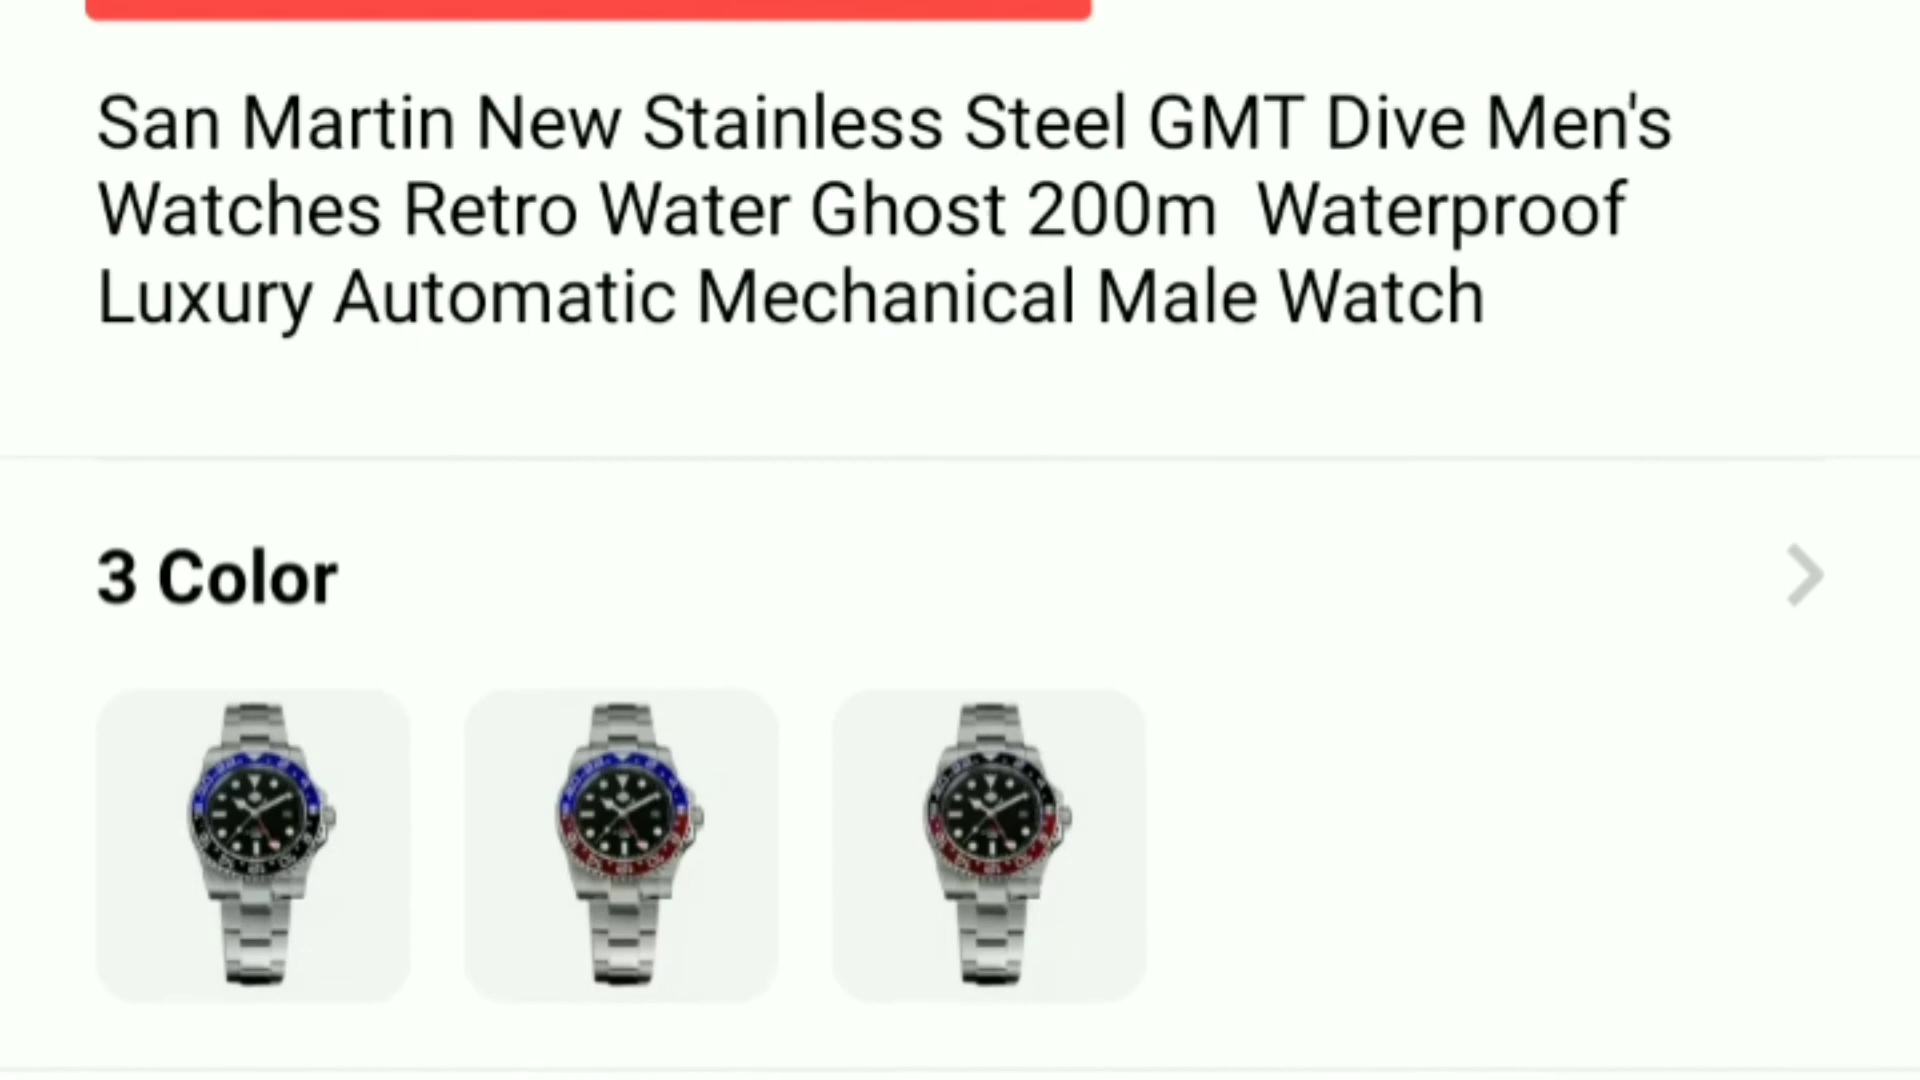 San Martin New Stainless Steel GMT Dive Men's
Watches Retro Water Ghost 200m  Waterproof
Luxury Automatic Mechanical Male Watch
3 Color